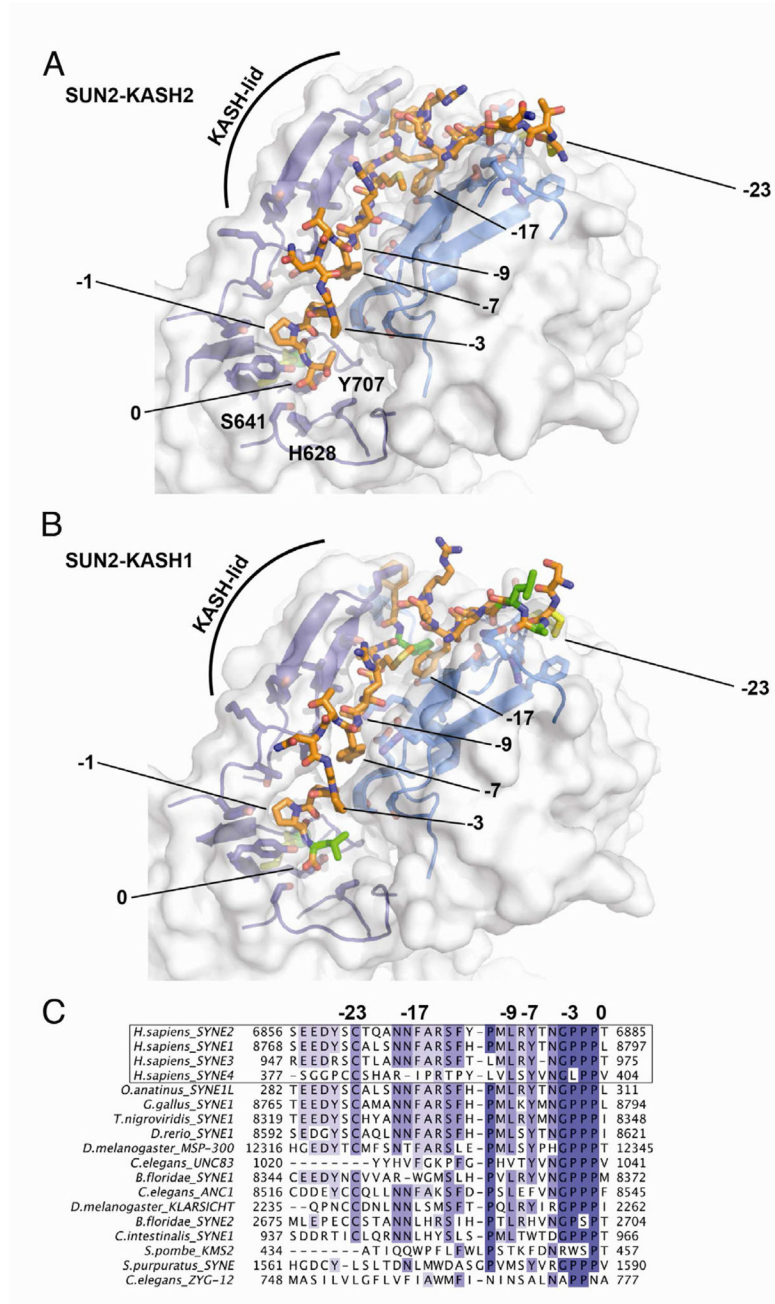 A
SUN2-KASH2
KASH-lid
-23
-17
-9
-1
-7
-3
Y707
0
S641
H628
B
SUN2-KASH1
KASH-lid
-23
-17
-9
-1
-7
-3
0
C
-23 -17 -9 -7 -3 0
H.sapiens_SYNE2 6856 SEEDYSCTQANNFARSFY-PMLRYTNGPPPT 6885
H.sapiens_SYNE1 8768 SEEDYSCALSNNFARSFH-PMLRYTNGPPPL 8797
H.sapiens_SYNE3 947 REEDRSCTLANNFARSFT-LMLRY-NGPPPT 975
H.sapiens_SYNE4 377 -SGGPCCSHAR-IPRTPY-LVLSYVNGLPPV 404
O.anatinus_SYNE1L 282 TEEDYSCALSNNFARSFH-PMLRYTNGPPPL 311
G.gallus_SYNE1 8765 TEEDYSCAMANNFARSFH-PMLRYMNGPPPL 8794
T.nigroviridis_SYNE1 8319 TEEDYSCHYANNFARSFH-PMLRYMNGPPPI 8348
D.rerio_SYNE1 8592 SEDGYSCAQLNNFARSFH-PMLSYTNGPPPI 8621
D.melanogaster_MSP-300 12316 HGEDYTCMFSNTFARSLE-PMLSYPHGPPPT 12345
C.elegans_UNC83 1020 --------YYHVFGKPFG-PHVTYVNGPPPV 1041
B.floridae_SYNE1 8344 CEEDYNCVVAR-WGMSLH-PVLRYVNGPPPM 8372
C.elegans_ANC1 8516 CDDEYCCQLLNNFAKSFD-PSLEFVNGPPPF 8545
D.melanogaster_KLARSICHT 2235 --QPNCCDNLNNLSMSFT-PQLRYIRGPPPI 2262
B.floridae_SYNE2 2675 MLEPECCSTANNLHRSIH-PTLRHVNGPPST 2704
C.intestinalis_SYNE1 937 SDDRTICLQRNNLHYSLS-PMLTWTDGPPPT 966
S.pombe_KMS2 434 ------ATIQQWPFLFWLPSTKFDNRWSPT 457
S.purpuratus_SYNE 1561 HGDCY-LSLTDNLMWDASGPVMSYVRGPPPV 1590
C.elegans_ZYG-12 748 MASILVLGFLVFIAWMFI-NINSALNAPPNA 777